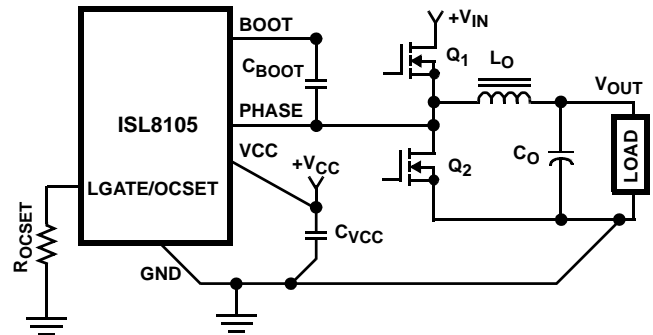 +VIN
BOOT
Q1
LO
CBOOT
VOUT
PHASE
ISL8105
VCC
+VCC
CO
LOAD
Q2
LGATE/OCSET
CVCC
ROCSET
GND